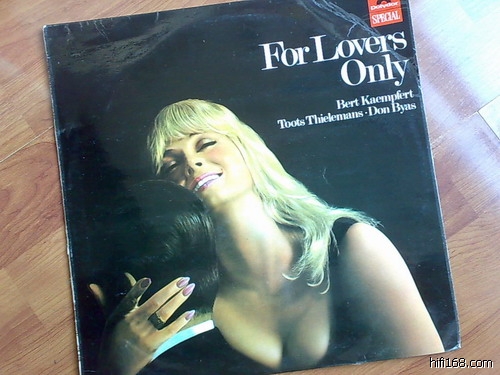 Polydor
SPECIAL
For Lovers
Only
Bert Kaempfert
Toots Thielemans · Don Byas
hifi168.com